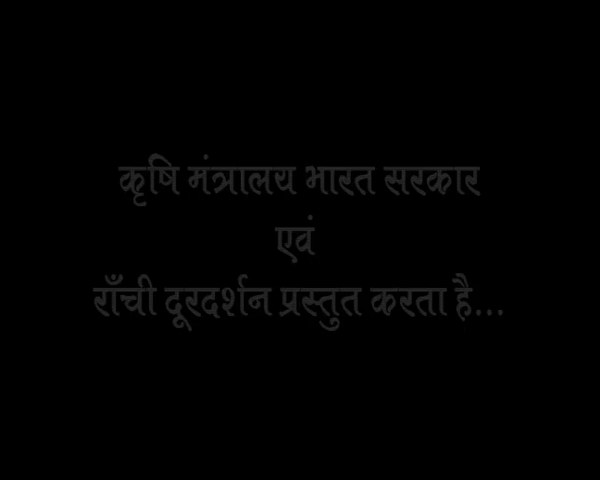 कृषि मंत्रालय भारत सरकार
एवं
राँची दूरदर्शन प्रस्तुत करता है...